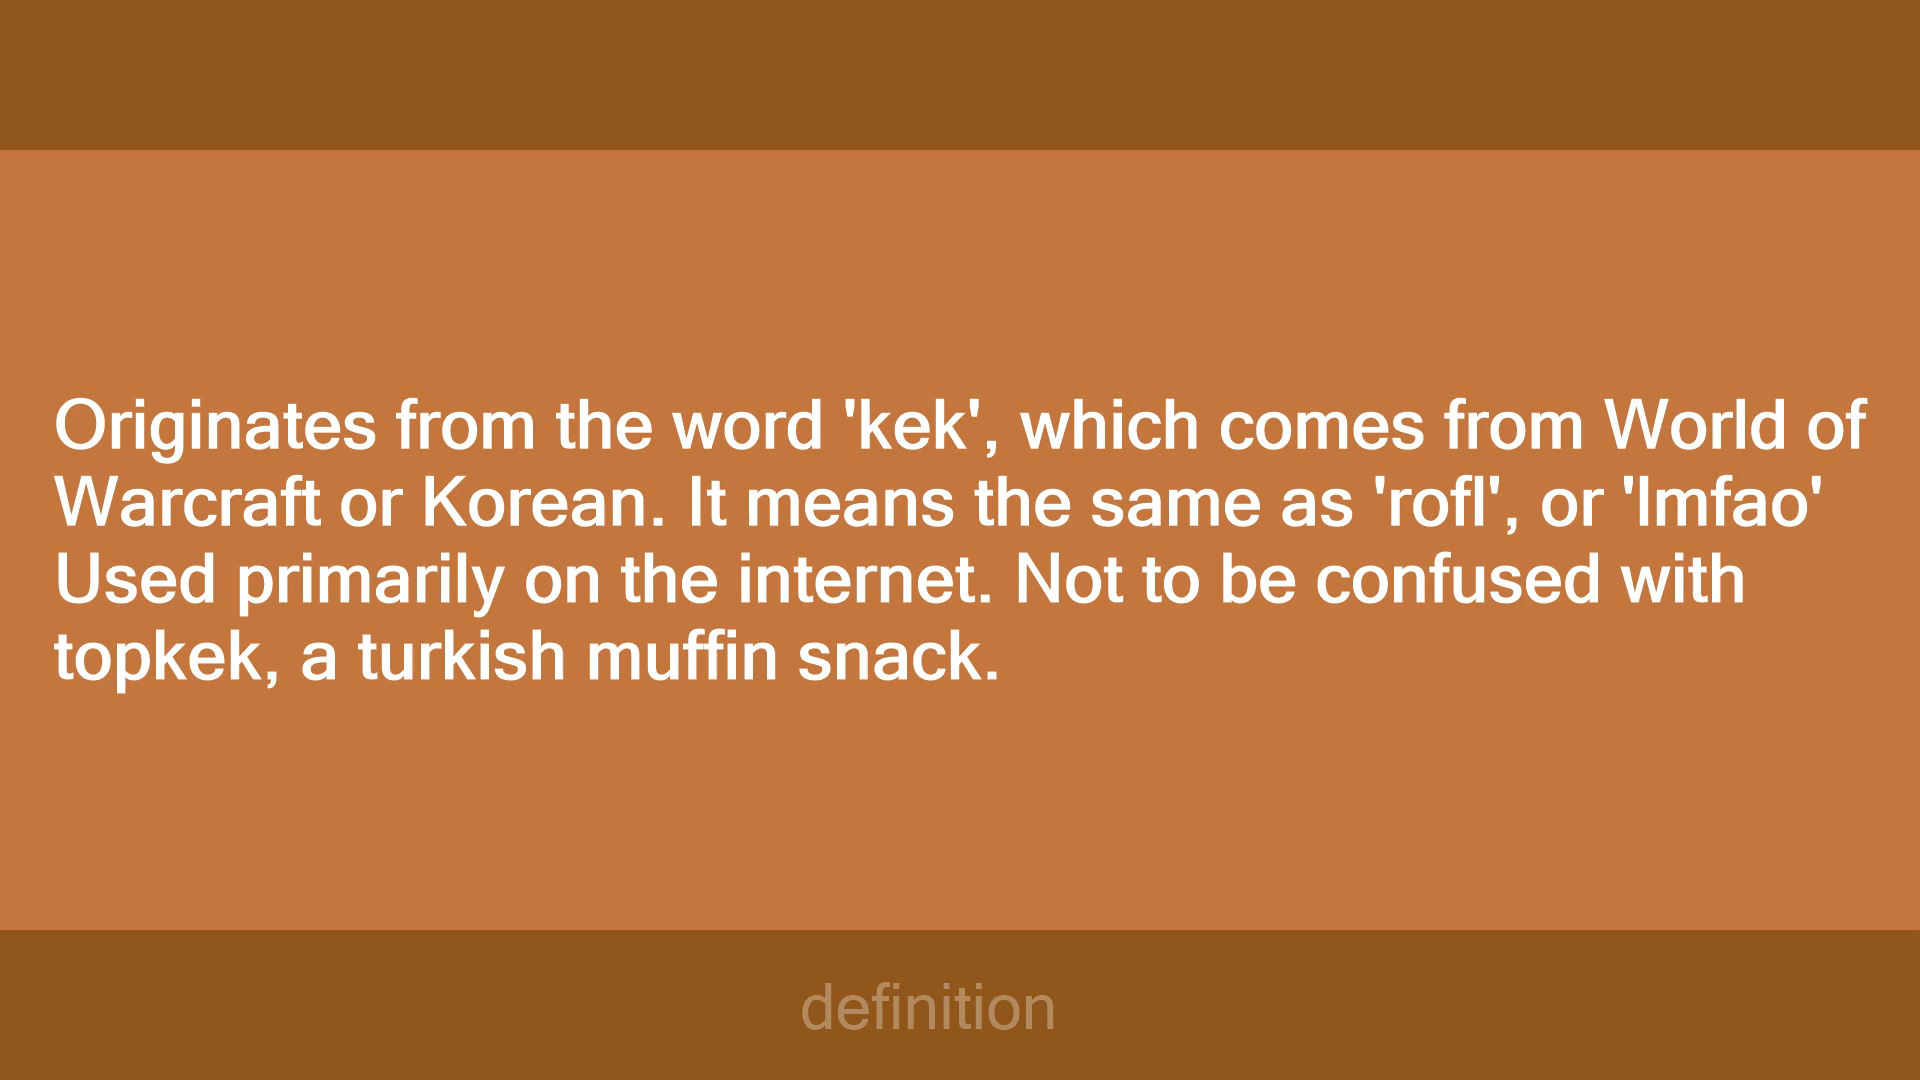 Originates from the word 'kek', which comes from World of
Warcraft or Korean. It means the same as 'rofl', or 'lmfao'
Used primarily on the internet. Not to be confused with
topkek, a turkish muffin snack.
definition